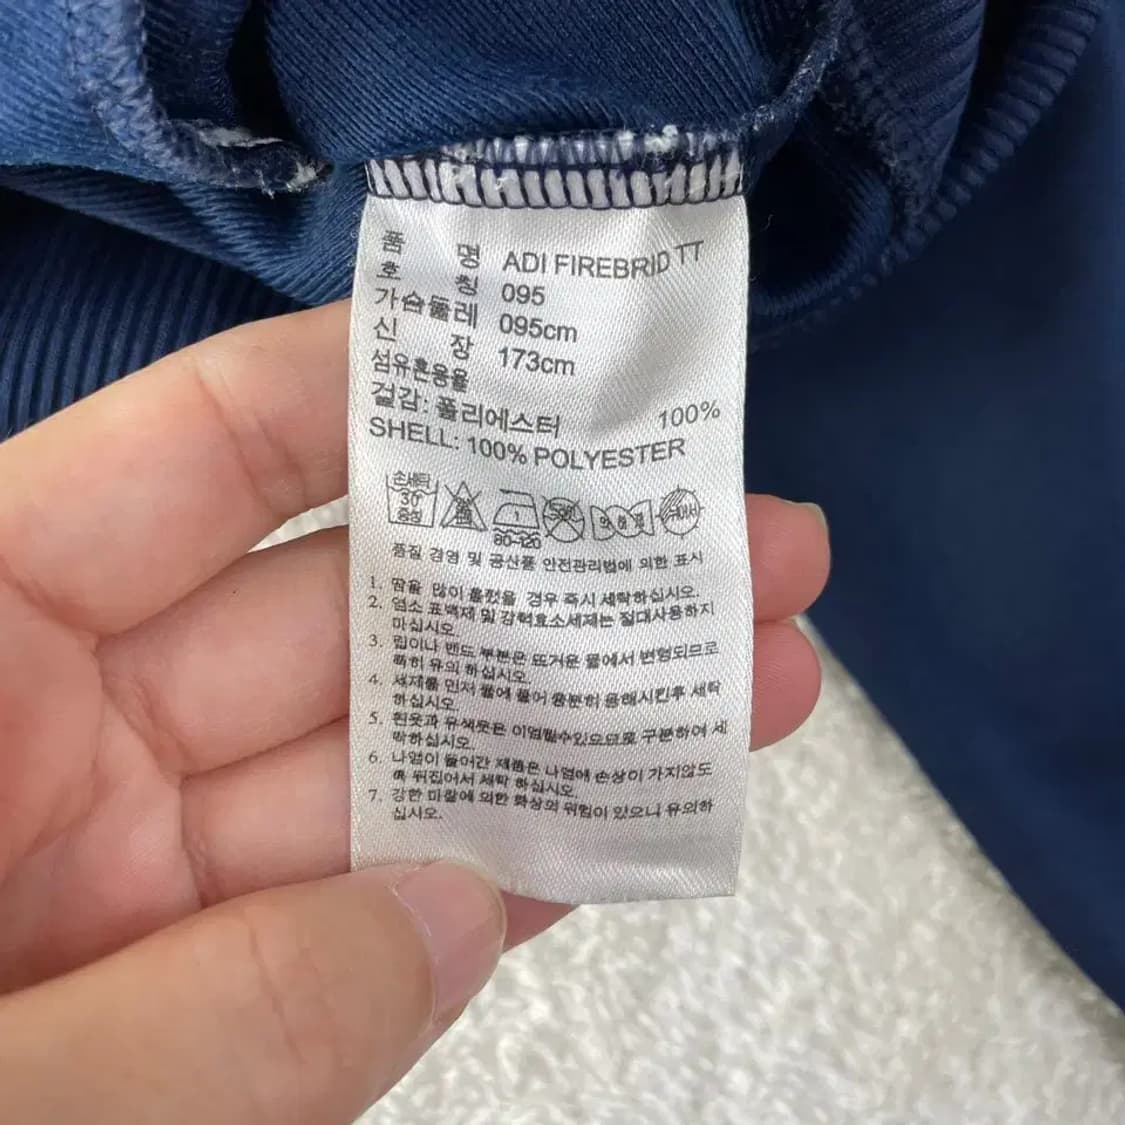 품 명 ADI FIREBRID TT
호 칭 095
가슴둘레 095cm
신 장 173cm
섬유혼용율
겉감: 폴리에스터 100%
SHELL: 100% POLYESTER
손세탁
30°
중성
1
80-120
품질 경영 및 공산품 안전관리법에 의한 표시
1. 땀을 많이 흘렸을 경우 즉시 세탁하십시오.
2. 염소 표백제 및 강력효소세제는 절대사용하지
마십시오
3. 립이나 밴드 부분은 뜨거운 물에서 변형되므로
특히 유의 하십시오
4. 세제를 먼저 물에 풀어 충분히 용해시킨후 세탁
하십시오
5. 흰옷과 유색옷은 이염될수있으므로 구분하여 세
탁하십시오
6. 나염이 들어간 제품은 나염에 손상이 가지않도
록 뒤집어서 세탁 하십시오.
7. 강한 마찰에 의한 화상의 위험이 있으니 유의하
십시오.